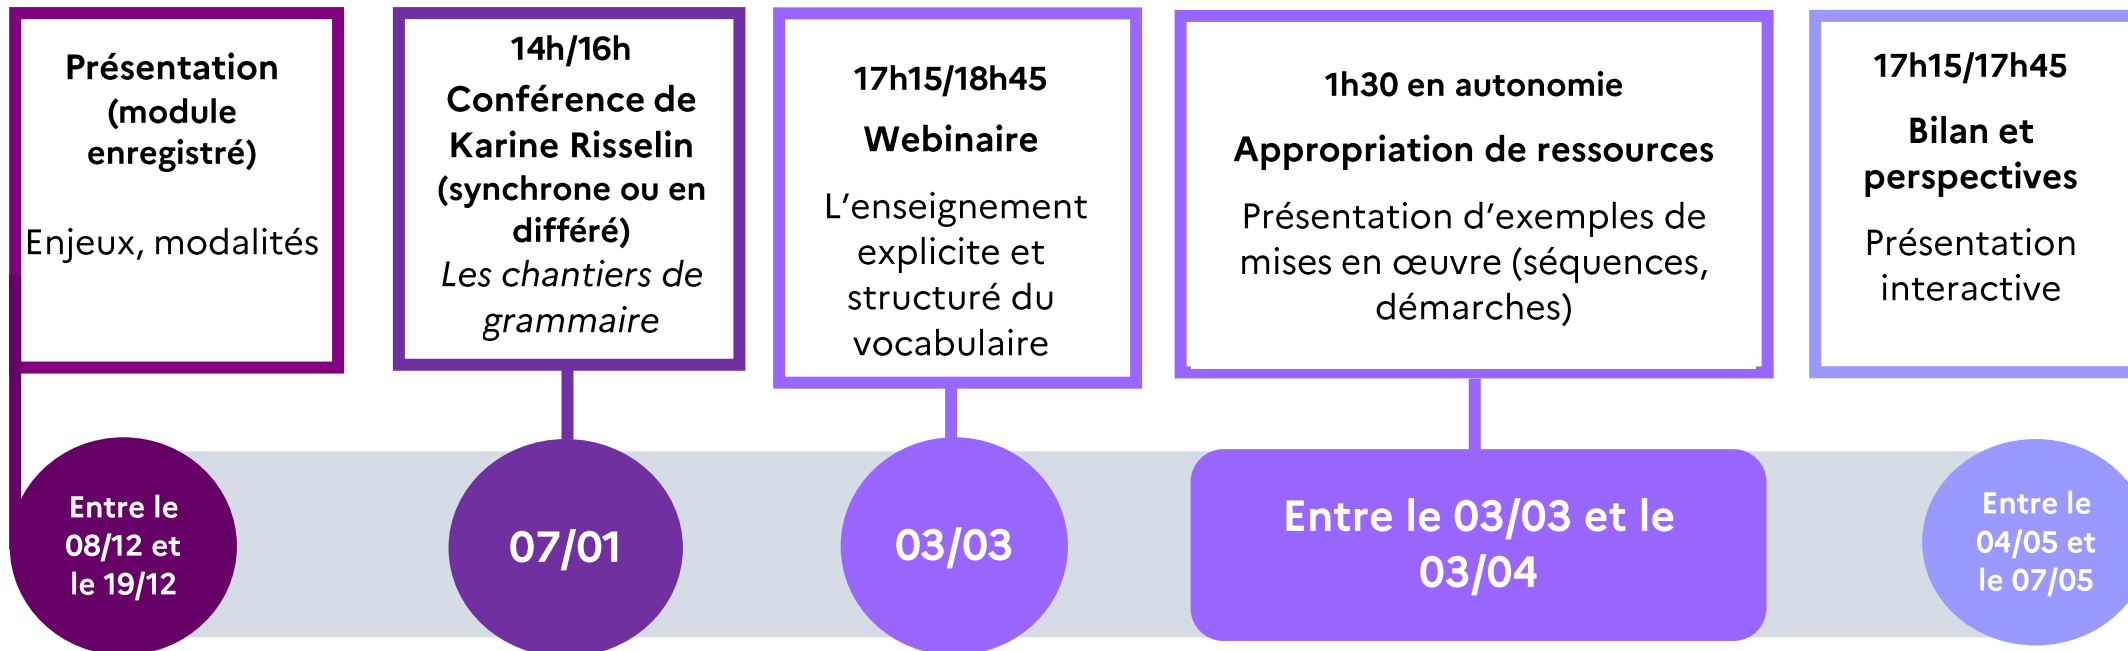 Présentation
(module
enregistré)
Enjeux, modalités
14h/16h
Conférence de
Karine Risselin
(synchrone ou en
différé)
Les chantiers de
grammaire
17h15/18h45
Webinaire
L’enseignement
explicite et
structuré du
vocabulaire
1h30 en autonomie
Appropriation de ressources
Présentation d’exemples de
mises en œuvre (séquences,
démarches)
17h15/17h45
Bilan et
perspectives
Présentation
interactive
Entre le
08/12 et
le 19/12
07/01
03/03
Entre le 03/03 et le
03/04
Entre le
04/05 et
le 07/05